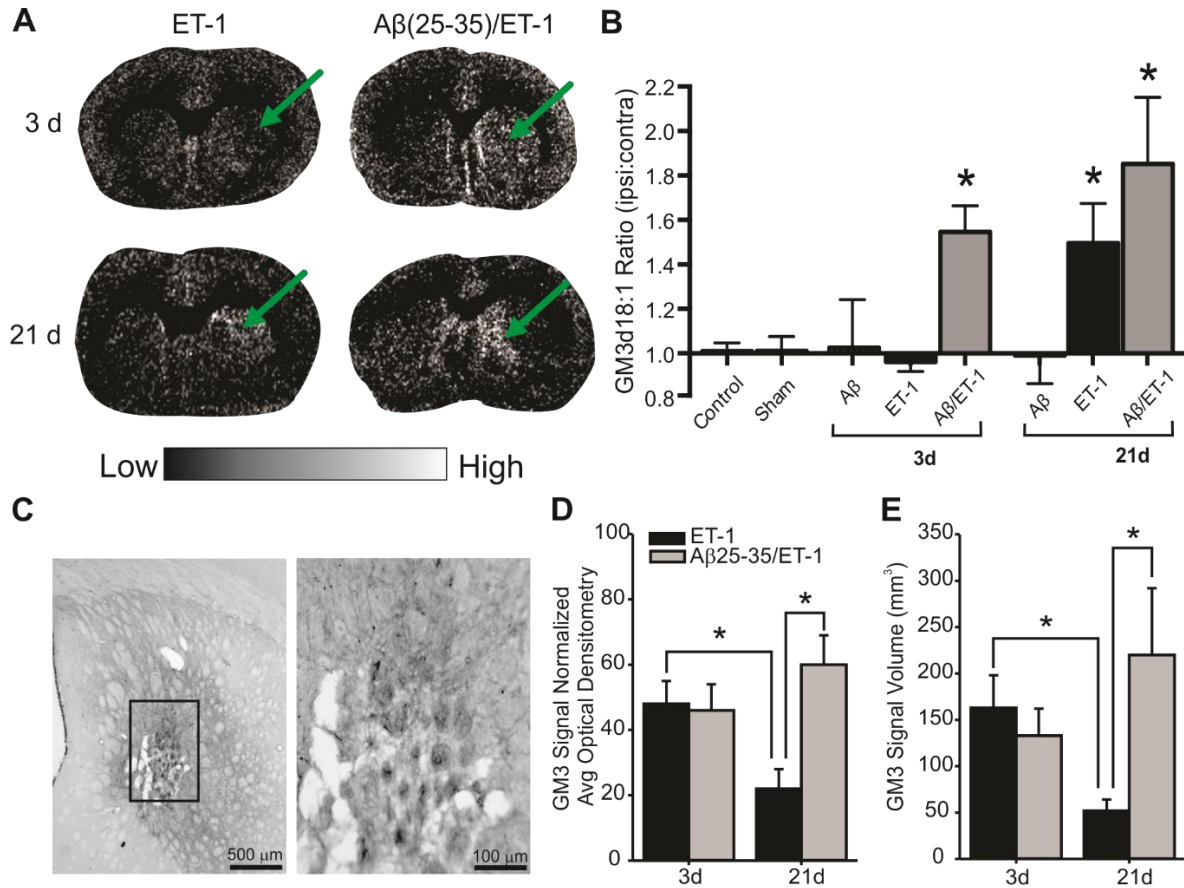 A
ET-1
Aβ(25-35)/ET-1
3 d
21 d
Low
High
B
GM3d18:1 Ratio (ipsi:contra)
2.2
2.0
1.8
1.6
1.4
1.2
1.0
0.8
*
*
*
Control
Sham
Aβ
ET-1
Aβ/ET-1
Aβ
ET-1
Aβ/ET-1
3d
21d
C
500 μm
100 μm
D
ET-1
Aβ25-35/ET-1
GM3 Signal Normalized
Avg Optical Densitometry
100
80
60
40
20
0
*
*
3d
21d
E
GM3 Signal Volume (mm³)
350
300
250
200
150
100
50
0
*
*
3d
21d